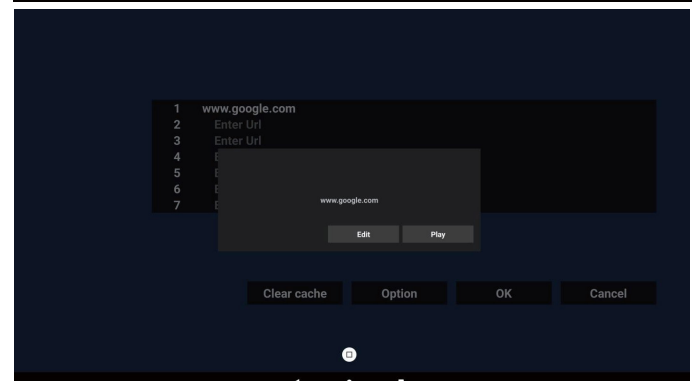 1 www.google.com
2 Enter Url
3 Enter Url
4 E
5 E
6 E
7 E
www.google.com
Edit Play
Clear cache Option OK Cancel